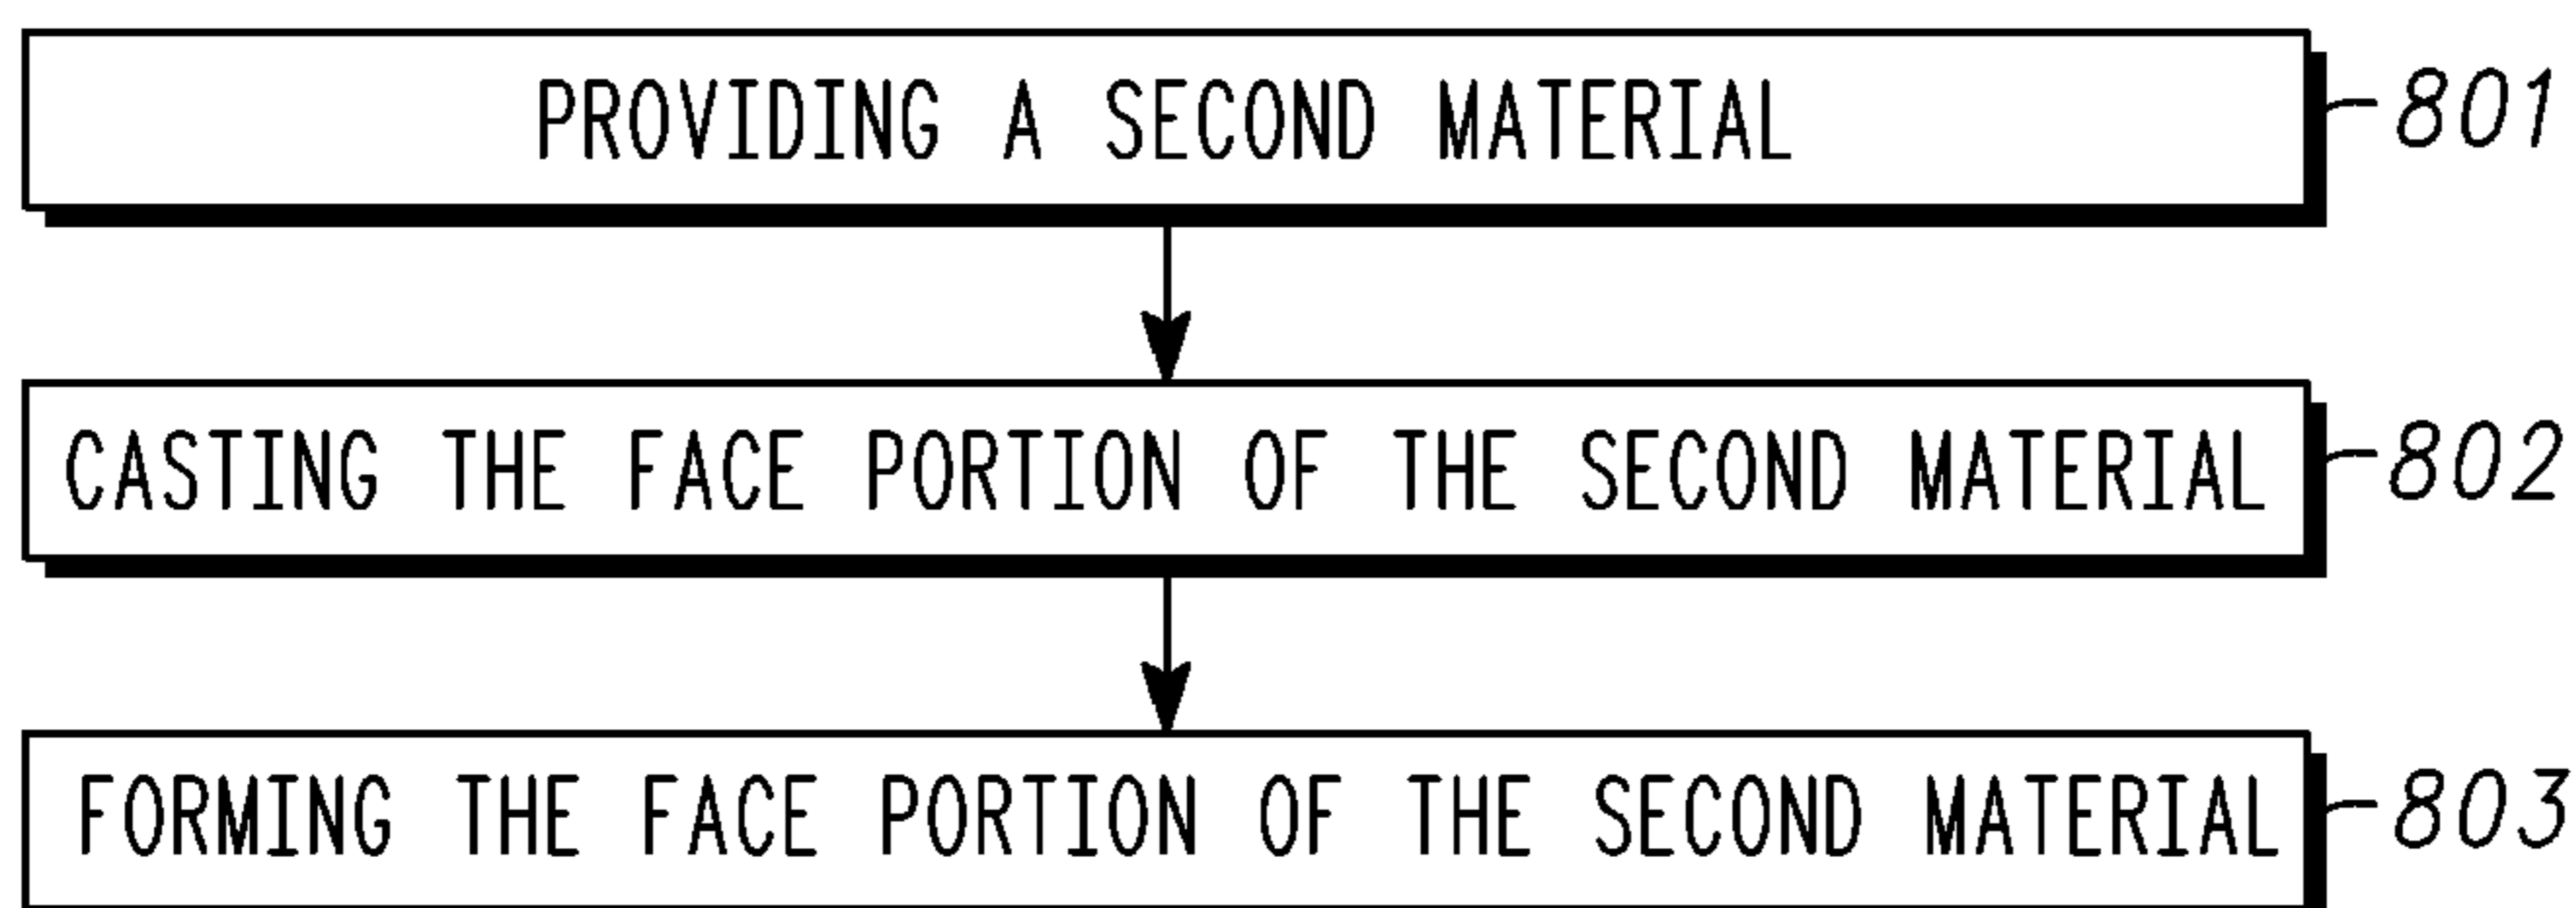 PROVIDING A SECOND MATERIAL 801
CASTING THE FACE PORTION OF THE SECOND MATERIAL 802
FORMING THE FACE PORTION OF THE SECOND MATERIAL 803